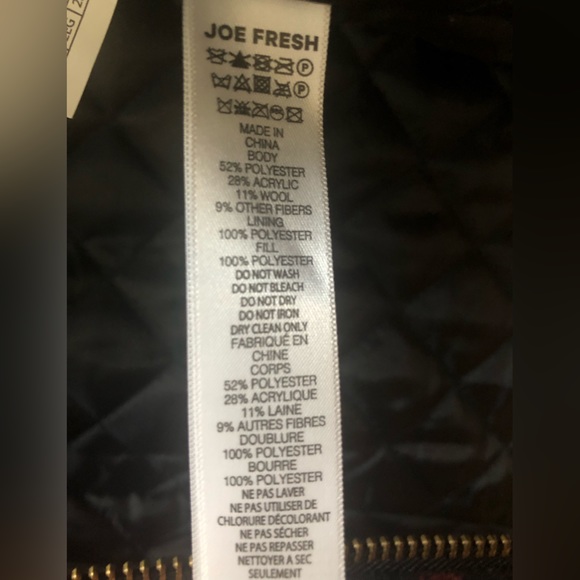 JOE FRESH
MADE IN
CHINA
BODY
52% POLYESTER
28% ACRYLIC
11% WOOL
9% OTHER FIBERS
LINING
100% POLYESTER
FILL
100% POLYESTER
DO NOT WASH
DO NOT BLEACH
DO NOT DRY
DO NOT IRON
DRY CLEAN ONLY
FABRIQUÉ EN
CHINE
CORPS
52% POLYESTER
28% ACRYLIQUE
11% LAINE
9% AUTRES FIBRES
DOUBLURE
100% POLYESTER
BOURRE
100% POLYESTER
NE PAS LAVER
NE PAS UTILISER DE
CHLORURE DÉCOLORANT
NE PAS SÉCHER
NE PAS REPASSER
NETTOYER A SEC
SEULEMENT